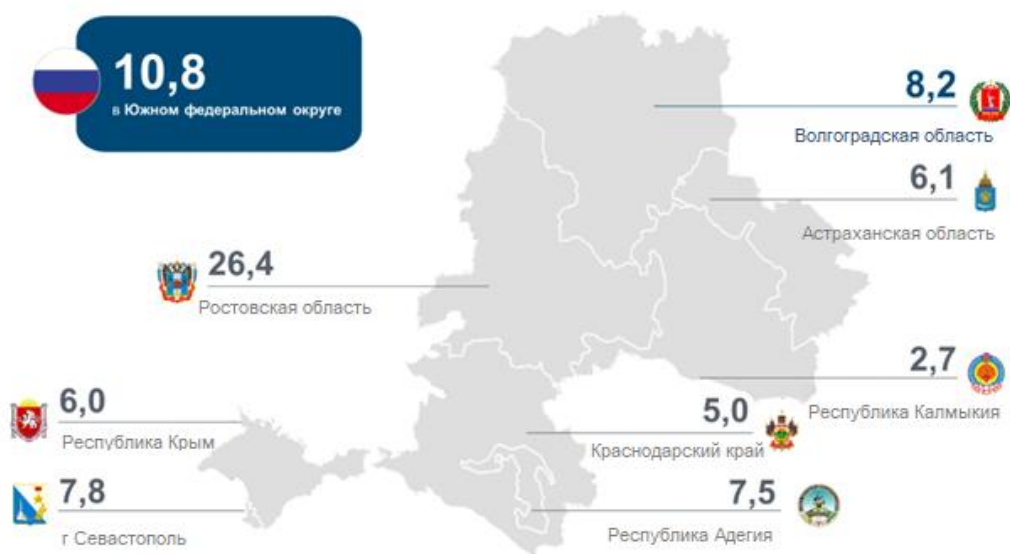 10,8
в Южном федеральном округе
8,2
Волгоградская область
6,1
Астраханская область
26,4
Ростовская область
2,7
Республика Калмыкия
6,0
Республика Крым
5,0
Краснодарский край
7,8
г Севастополь
7,5
Республика Адегия